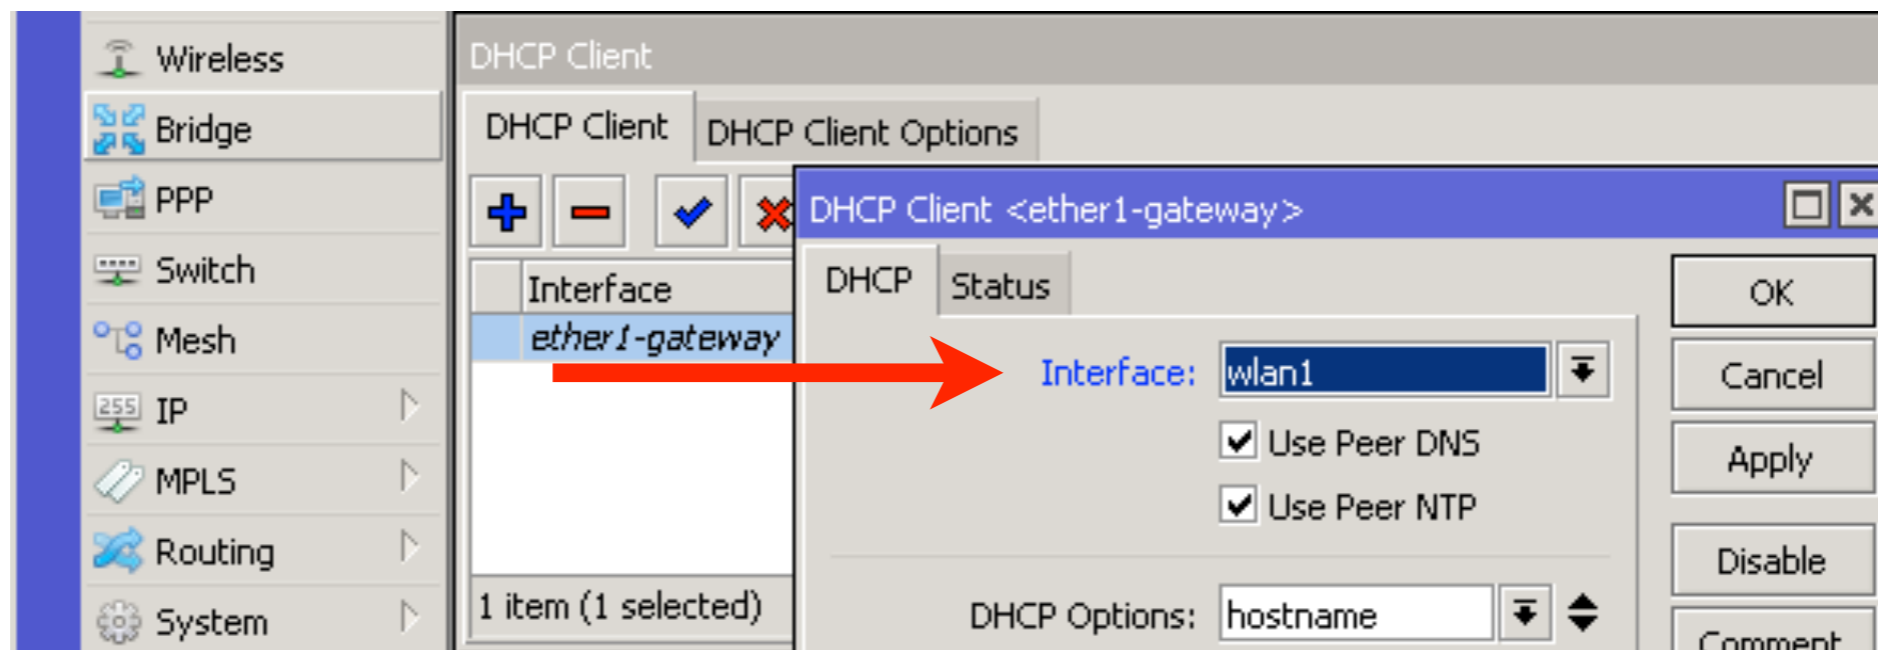 Wireless
Bridge
PPP
Switch
Mesh
255
IP
MPLS
Routing
System
DHCP Client
DHCP Client
DHCP Client Options
Interface
ether1-gateway
1 item (1 selected)
DHCP Client <ether1-gateway>
DHCP
Status
Interface:
wlan1
Use Peer DNS
Use Peer NTP
DHCP Options:
hostname
OK
Cancel
Apply
Disable
Comment